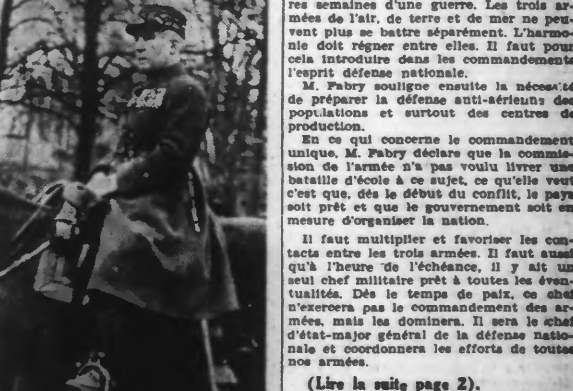 res semaines d'une guerre. Les trois ar-
mées de l'air, de terre et de mer ne peu-
vent plus se battre séparément. L'harmo-
nie doit régner entre elles. Il faut pour
cela introduire dans les commandements
l'esprit défense nationale.
M. Fabry souligne ensuite la nécessité
de préparer la défense anti-aérienns des
populations et surtout des centres de
production.
En ce qui concerne le commandement
unique, M. Fabry déclare que la commis-
sion de l'armée n'a pas voulu livrer une
bataille d'école à ce sujet, ce qu'elle veut
c'est que, dès le début du conflit, le pays
soit prêt et que le gouvernement soit en
mesure d'organiser la nation.
Il faut multiplier et favoriser les con-
tacts entre les trois armées. Il faut aussi
qu'à l'heure de l'échéance, il y ait un
seul chef militaire prêt à toutes les éven-
tualités. Dès le temps de paix, ce chef
n'exercera pas le commandement des ar-
mées, mais les dominera. Il sera le chef
d'état-major général de la défense natio-
nale et coordonnera les efforts de toutes
nos armées.
(Lire la suite page 2).